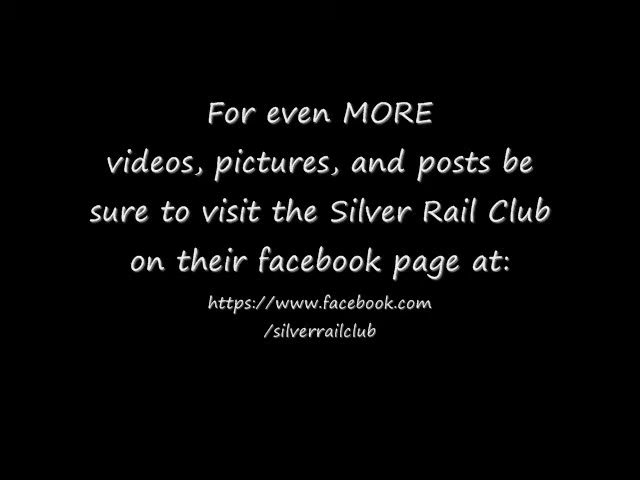 For even MORE
videos, pictures, and posts be
sure to visit the Silver Rail Club
on their facebook page at:
https://www.facebook.com
/silverrailclub